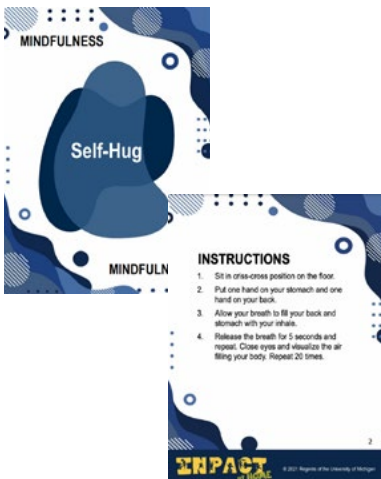 MINDFULNESS
Self-Hug
MINDFULN
INSTRUCTIONS
1. Sit in criss-cross position on the floor.
2. Put one hand on your stomach and one
hand on your back.
3. Allow your breath to fill your back and
stomach with your inhale.
4. Release the breath for 5 seconds and
repeat. Close eyes and visualize the air
filling your body. Repeat 20 times.
2
INPACT
at HOME
© 2021 Regents of the University of Michigan